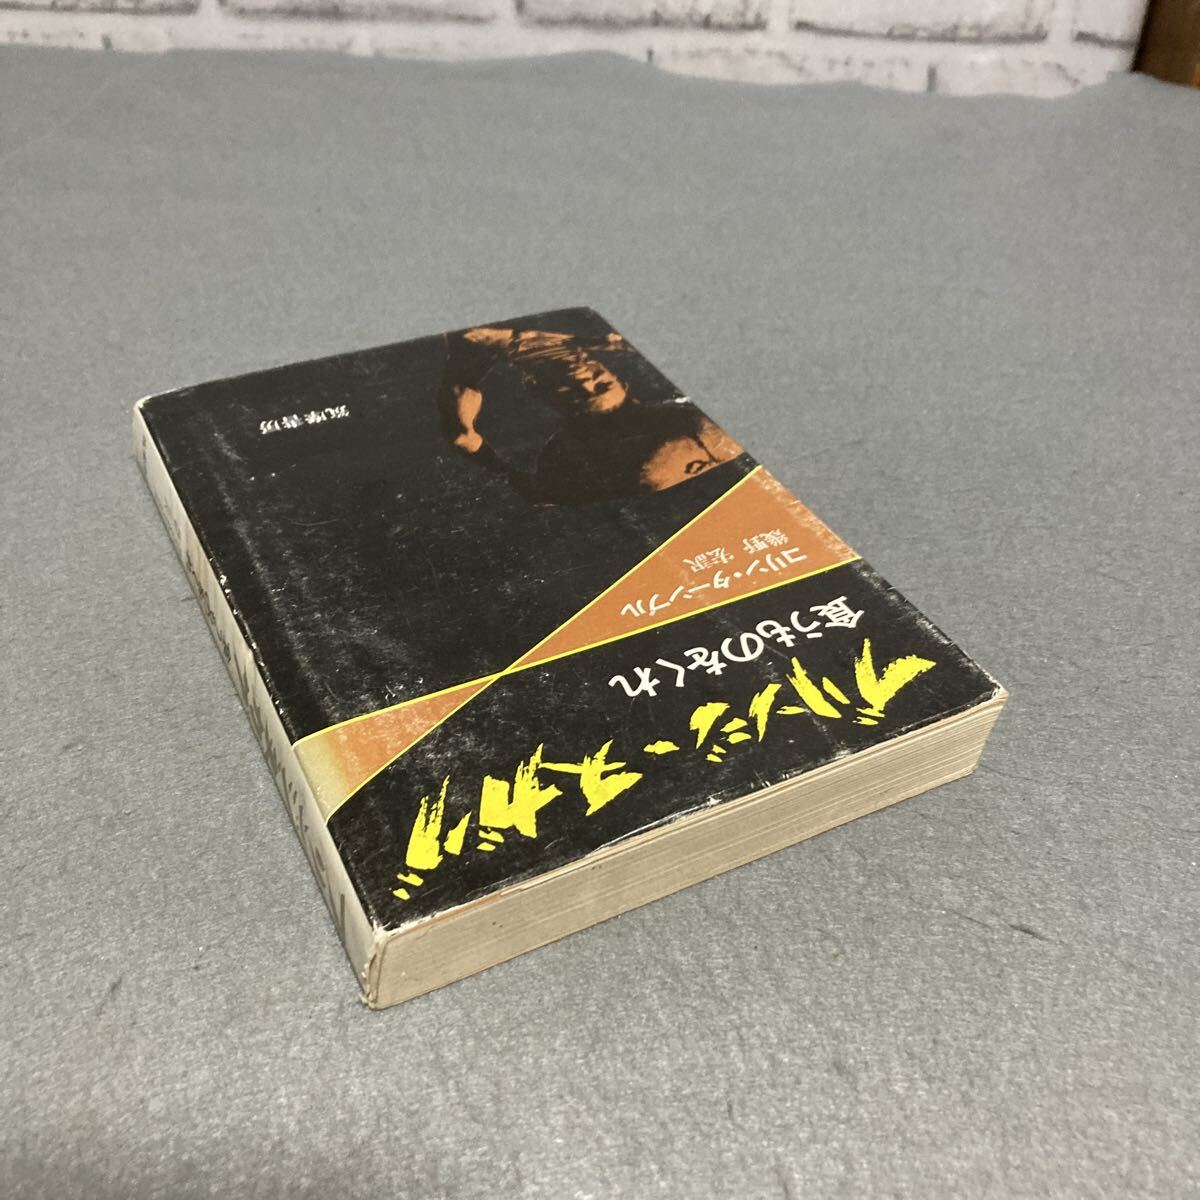 ブリンジ・ヌガグ
食うものをくれ
コリン・ターンブル
幾野 宏訳
筑摩書房